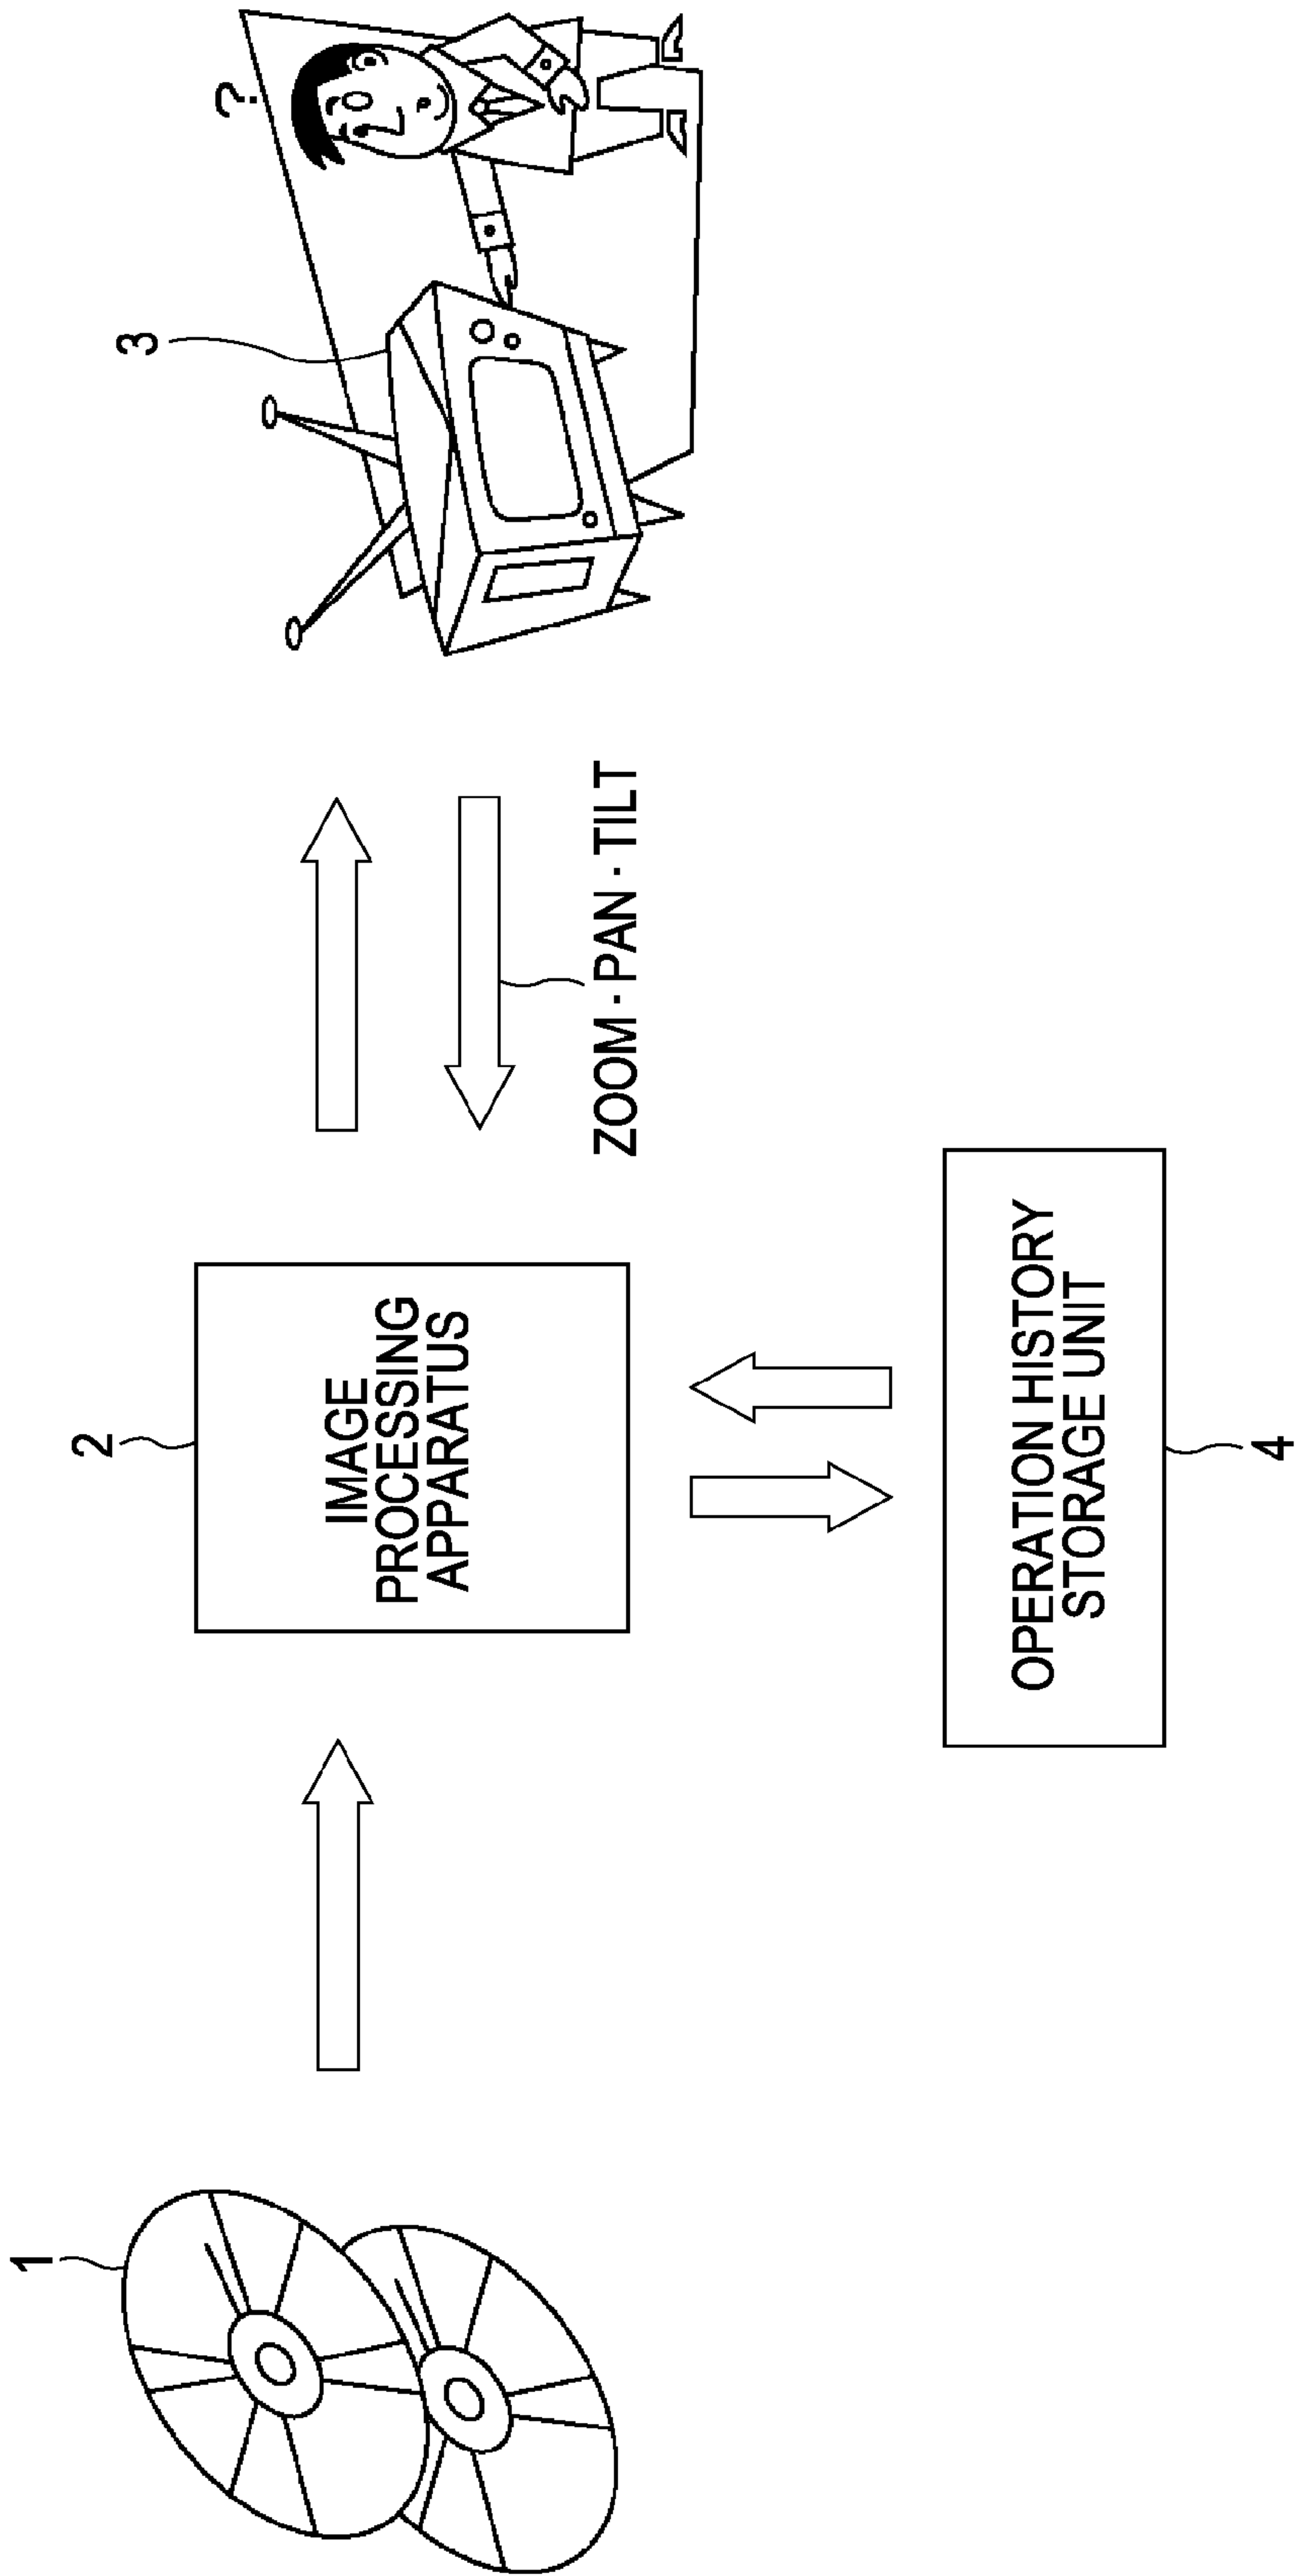 1
2
IMAGE
PROCESSING
APPARATUS
3
?
ZOOM · PAN · TILT
OPERATION HISTORY
STORAGE UNIT
4